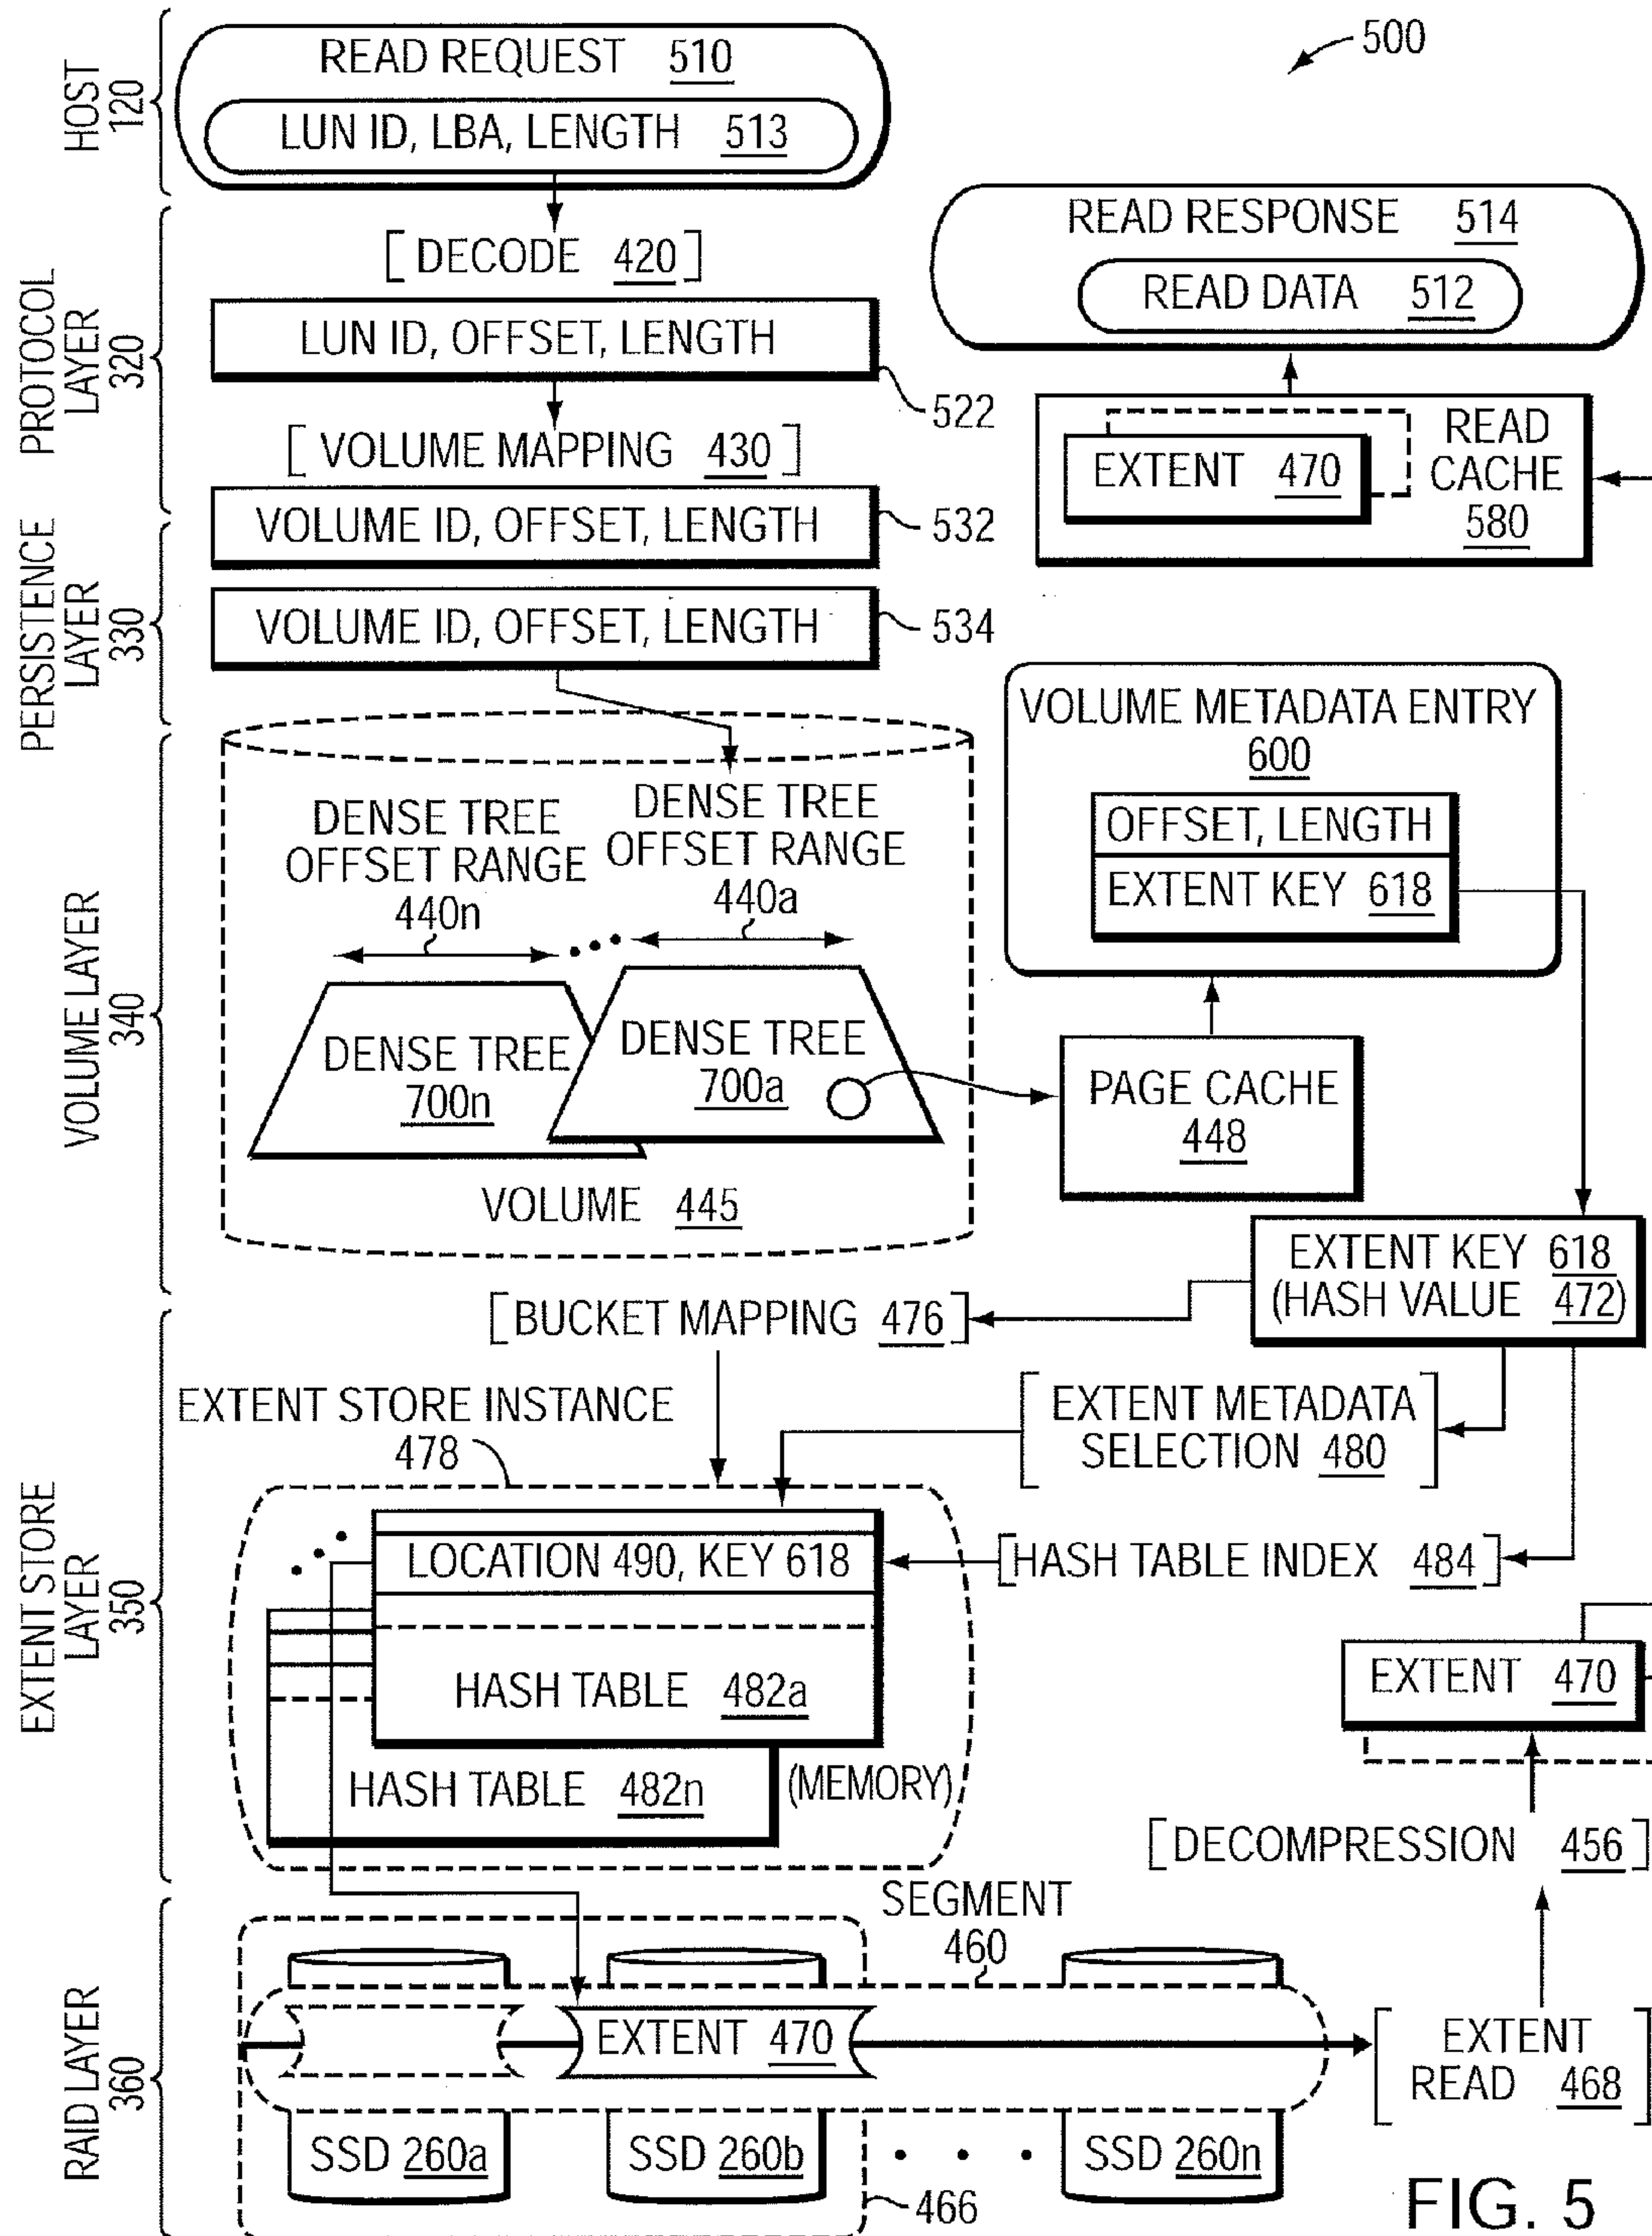 500
HOST
120
READ REQUEST 510
LUN ID, LBA, LENGTH 513
PROTOCOL
LAYER
320
[DECODE 420]
LUN ID, OFFSET, LENGTH
522
[VOLUME MAPPING 430]
VOLUME ID, OFFSET, LENGTH
532
READ RESPONSE 514
READ DATA 512
EXTENT 470
READ
CACHE
580
PERSISTENCE
LAYER
330
VOLUME ID, OFFSET, LENGTH
534
VOLUME LAYER
340
DENSE TREE
OFFSET RANGE
440n
DENSE TREE
OFFSET RANGE
440a
DENSE TREE
700n
DENSE TREE
700a
VOLUME 445
VOLUME METADATA ENTRY
600
OFFSET, LENGTH
EXTENT KEY 618
PAGE CACHE
448
EXTENT KEY 618
(HASH VALUE 472)
EXTENT STORE
LAYER
350
[BUCKET MAPPING 476]
EXTENT STORE INSTANCE
478
[EXTENT METADATA
SELECTION 480]
LOCATION 490, KEY 618
[HASH TABLE INDEX 484]
HASH TABLE 482a
HASH TABLE 482n
(MEMORY)
EXTENT 470
[DECOMPRESSION 456]
RAID LAYER
360
SEGMENT
460
EXTENT 470
[EXTENT
READ 468]
SSD 260a
SSD 260b
SSD 260n
466
FIG. 5